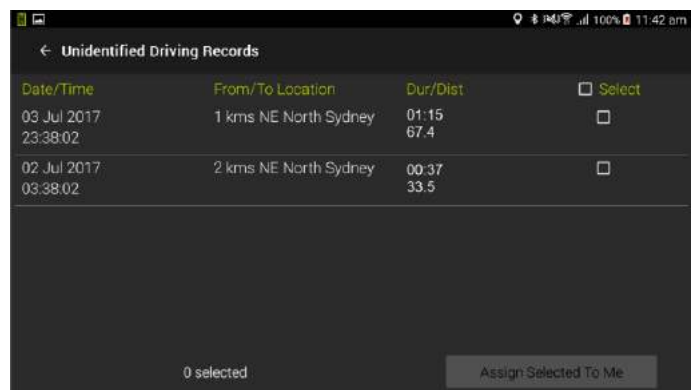 100% 11:42 am
← Unidentified Driving Records
Date/Time From/To Location Dur/Dist Select
03 Jul 2017 1 kms NE North Sydney 01:15
23:38:02 67.4
02 Jul 2017 2 kms NE North Sydney 00:37
03:38:02 33.5
0 selected Assign Selected To Me